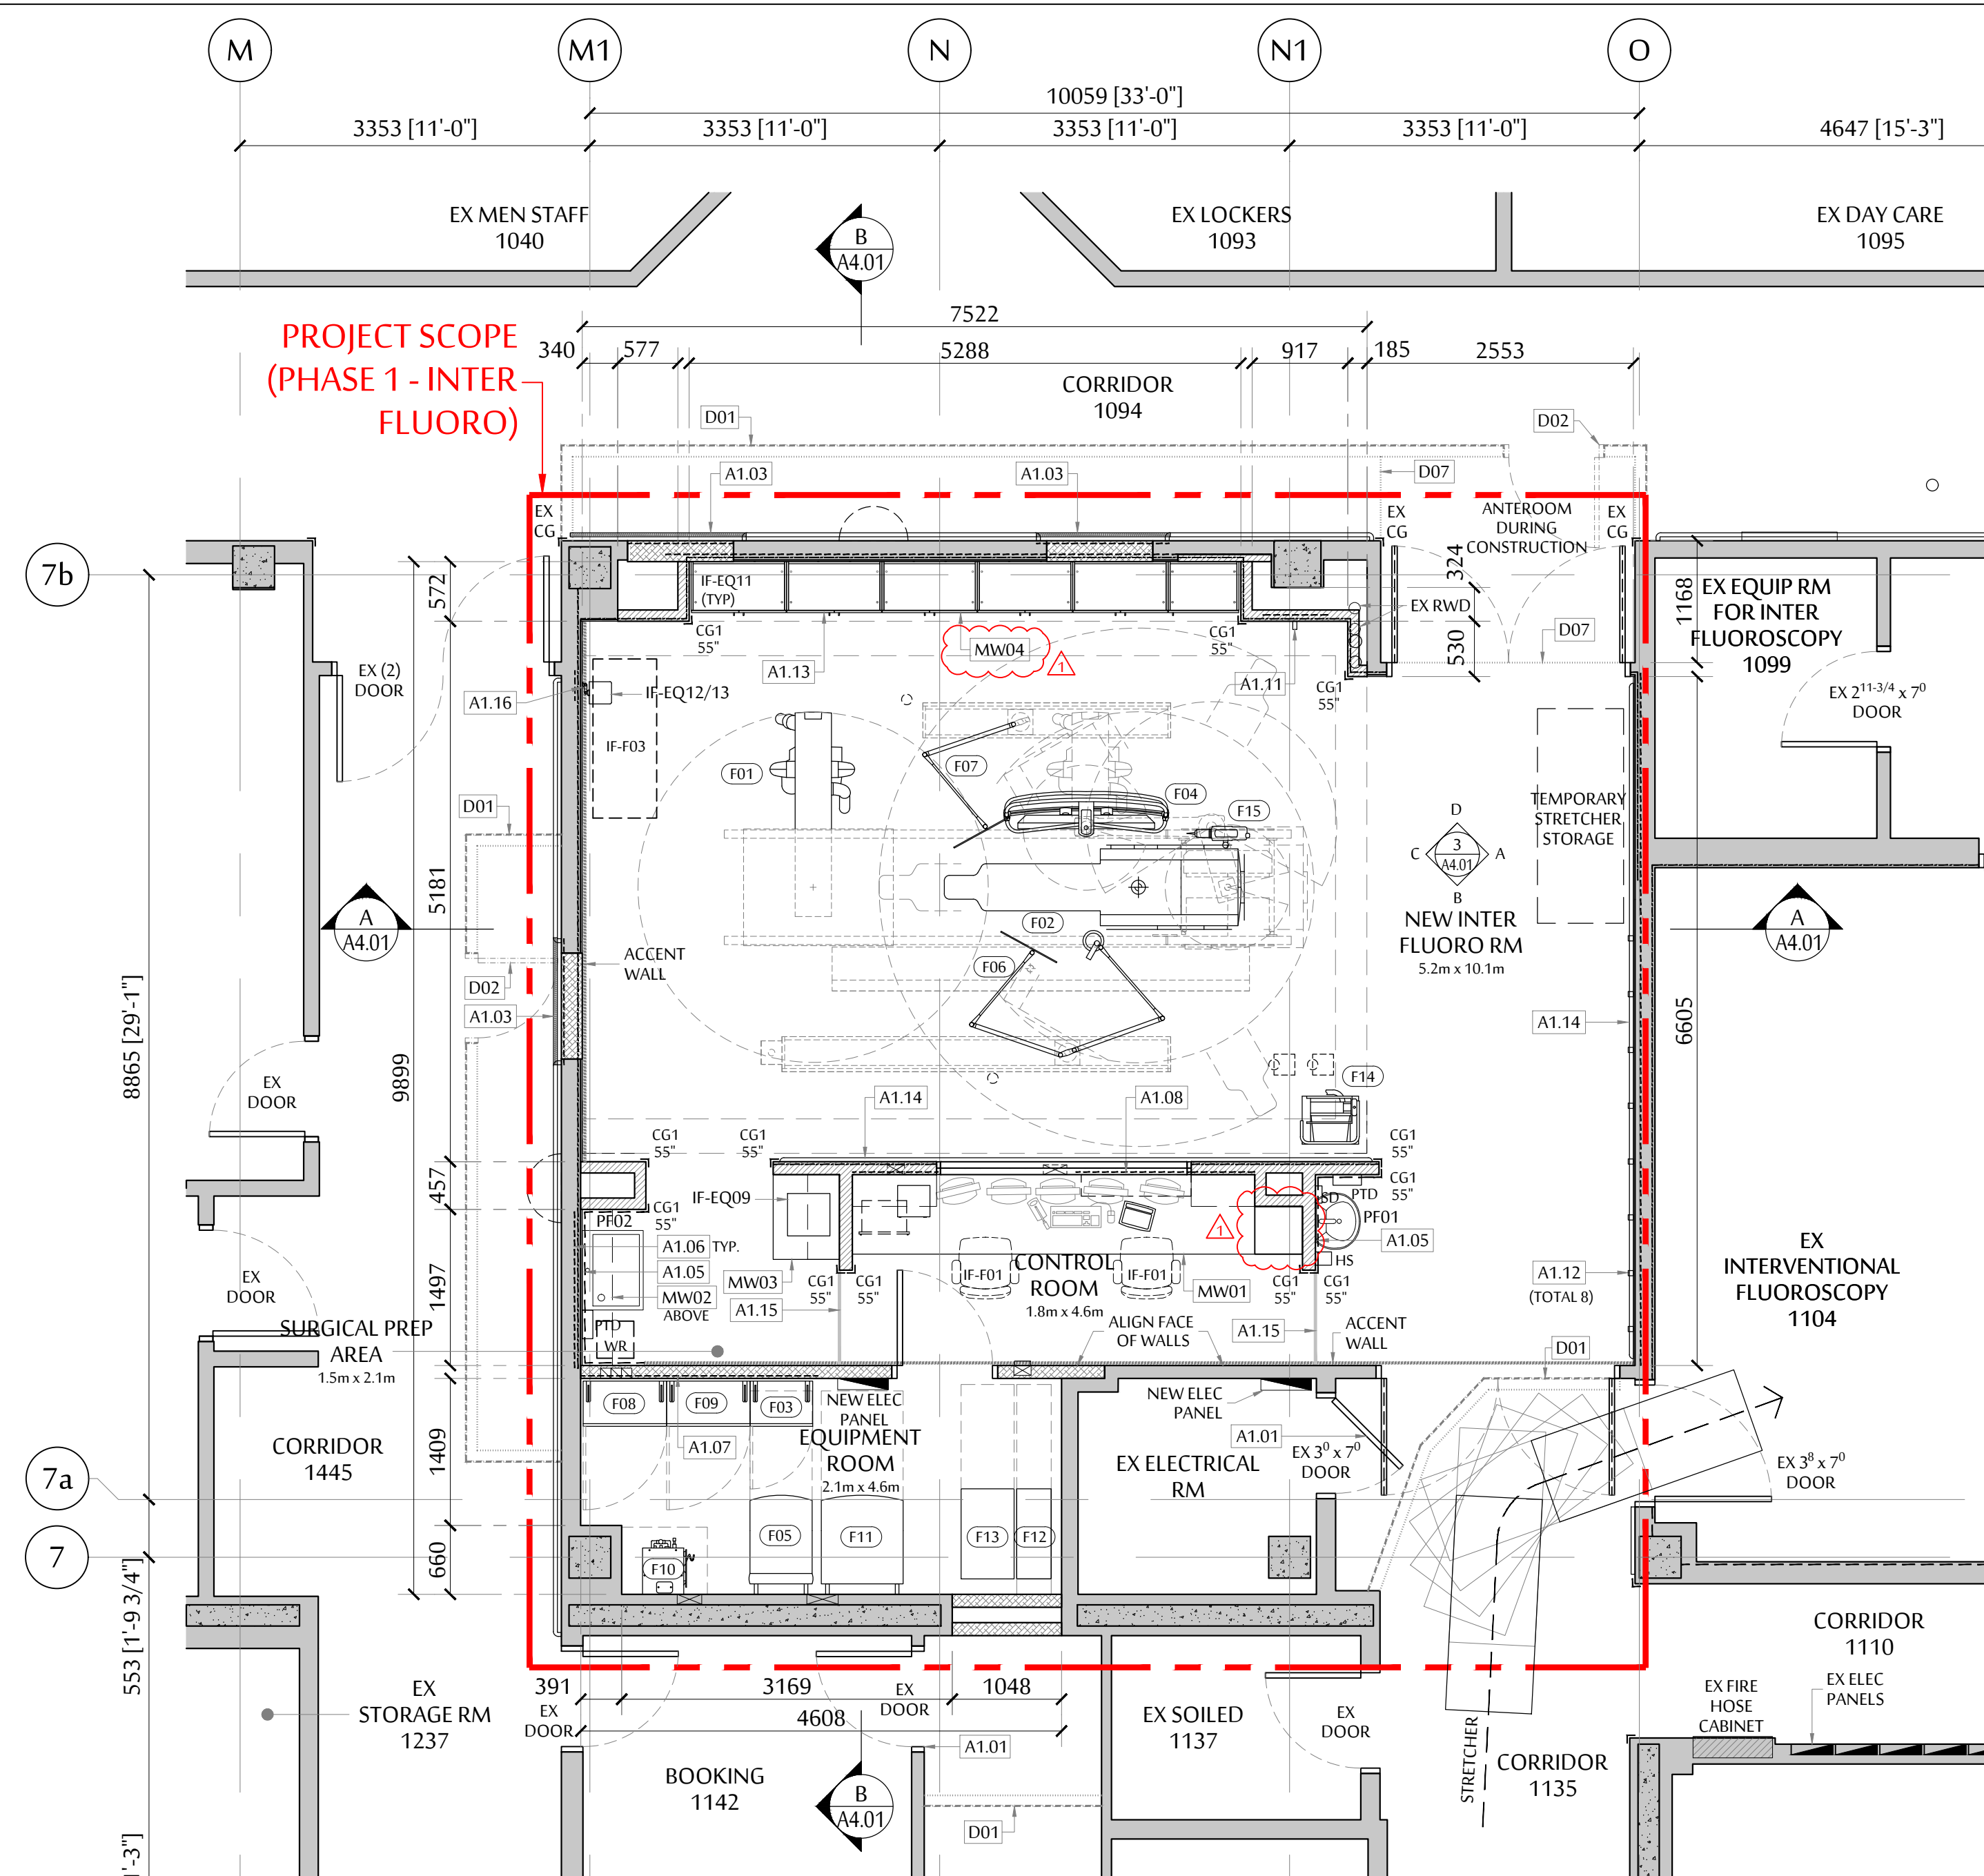 M
M1
N
N1
O
10059 [33'-0"]
3353 [11'-0"]
3353 [11'-0"]
3353 [11'-0"]
3353 [11'-0"]
4647 [15'-3"]
EX MEN STAFF
1040
B
A4.01
EX LOCKERS
1093
EX DAY CARE
1095
7522
PROJECT SCOPE
(PHASE 1 - INTER
FLUORO)
340
577
5288
917
185
2553
CORRIDOR
1094
D01
D02
A1.03
A1.03
D07
EX
CG
EX
CG
ANTEROOM
DURING
CONSTRUCTION
EX
CG
7b
572
IF-EQ11
(TYP)
324
EX RWD
1168
EX EQUIP RM
FOR INTER
FLUOROSCOPY
1099
CG1
55"
MW04
1
CG1
55"
530
D07
EX (2)
DOOR
A1.13
A1.11
CG1
55"
A1.16
IF-EQ12/13
EX 2¹¹⁻³/⁴ x 7⁰
DOOR
IF-F03
F01
F07
F04
F15
D01
TEMPORARY
STRETCHER
STORAGE
D
C
3
A4.01
A
B
5181
A
A4.01
F02
NEW INTER
FLUORO RM
5.2m x 10.1m
A
A4.01
ACCENT
WALL
F06
D02
A1.03
A1.14
8865 [29'-1"]
9899
6605
EX
DOOR
F14
A1.14
A1.08
CG1
55"
CG1
55"
CG1
55"
457
IF-EQ09
CG1
55"
SD
PTD
CG1
55"
PF02
1
PF01
A1.06 TYP.
A1.05
A1.05
HS
EX
DOOR
1497
MW02
ABOVE
MW03
CG1
55"
CG1
55"
IF-F01
CONTROL
ROOM
1.8m x 4.6m
IF-F01
MW01
CG1
55"
CG1
55"
A1.12
(TOTAL 8)
EX
INTERVENTIONAL
FLUOROSCOPY
1104
A1.15
SURGICAL PREP
AREA
1.5m x 2.1m
PTD
WR
ALIGN FACE
OF WALLS
A1.15
ACCENT
WALL
D01
F08
F09
F03
NEW ELEC
PANEL
NEW ELEC
PANEL
CORRIDOR
1445
1409
A1.07
EQUIPMENT
ROOM
2.1m x 4.6m
EX ELECTRICAL
RM
A1.01
EX 3⁰ x 7⁰
DOOR
EX 3⁸ x 7⁰
DOOR
7a
7
660
F10
F05
F11
F13
F12
553 [1'-9 3/4"]
CORRIDOR
1110
EX
STORAGE RM
1237
391
3169
1048
EX
DOOR
EX
DOOR
4608
EX SOILED
1137
EX
DOOR
EX FIRE
HOSE
CABINET
EX ELEC
PANELS
A1.01
STRETCHER
CORRIDOR
1135
BOOKING
1142
B
A4.01
D01
'-3"]